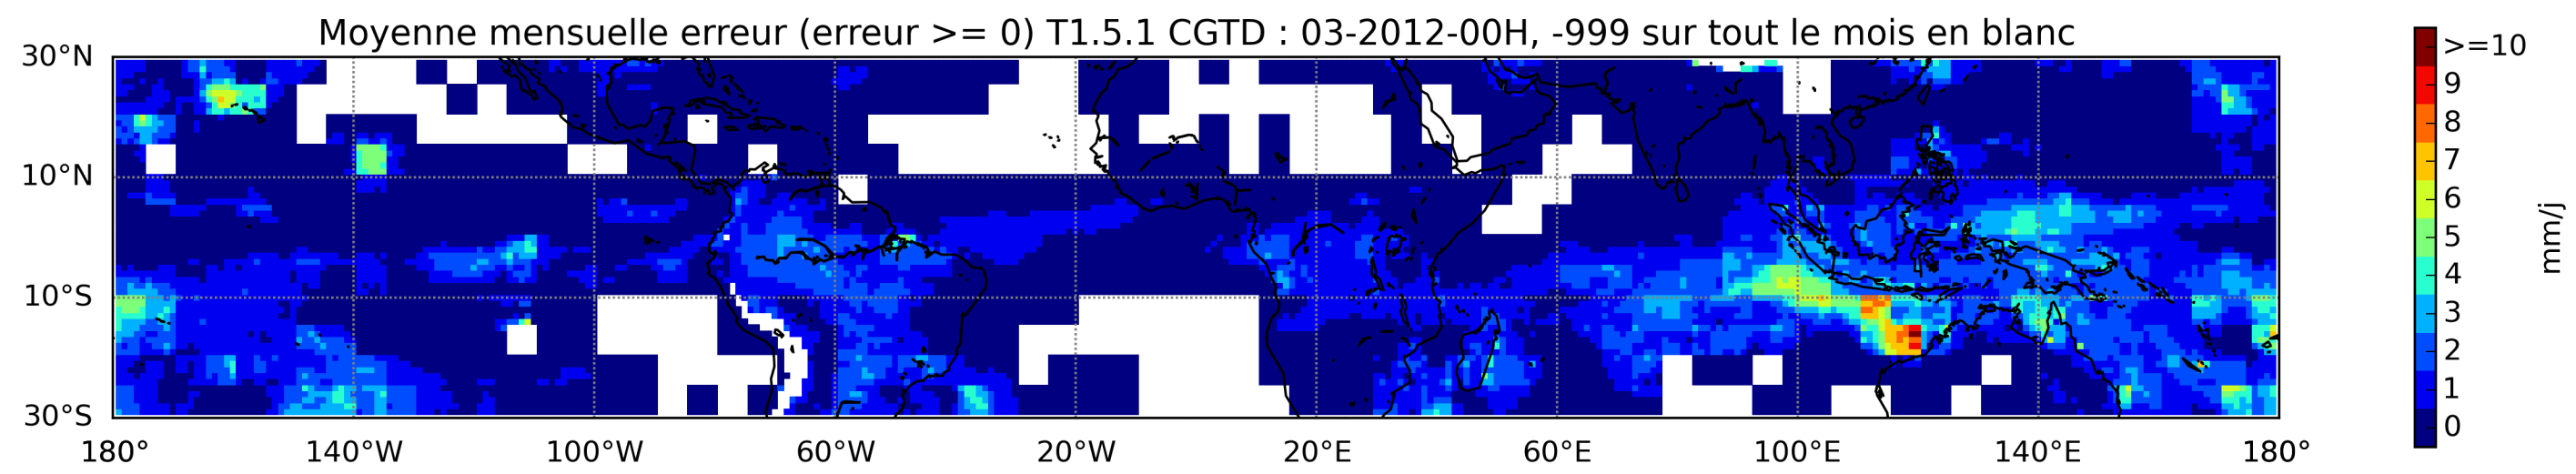 Moyenne mensuelle erreur (erreur >= 0) T1.5.1 CGTD : 03-2012-00H, -999 sur tout le mois en blanc
30°N
10°N
10°S
30°S
180° 140°W 100°W 60°W 20°W 20°E 60°E 100°E 140°E 180°
>=10
9
8
7
6
5
4
3
2
1
0
mm/j